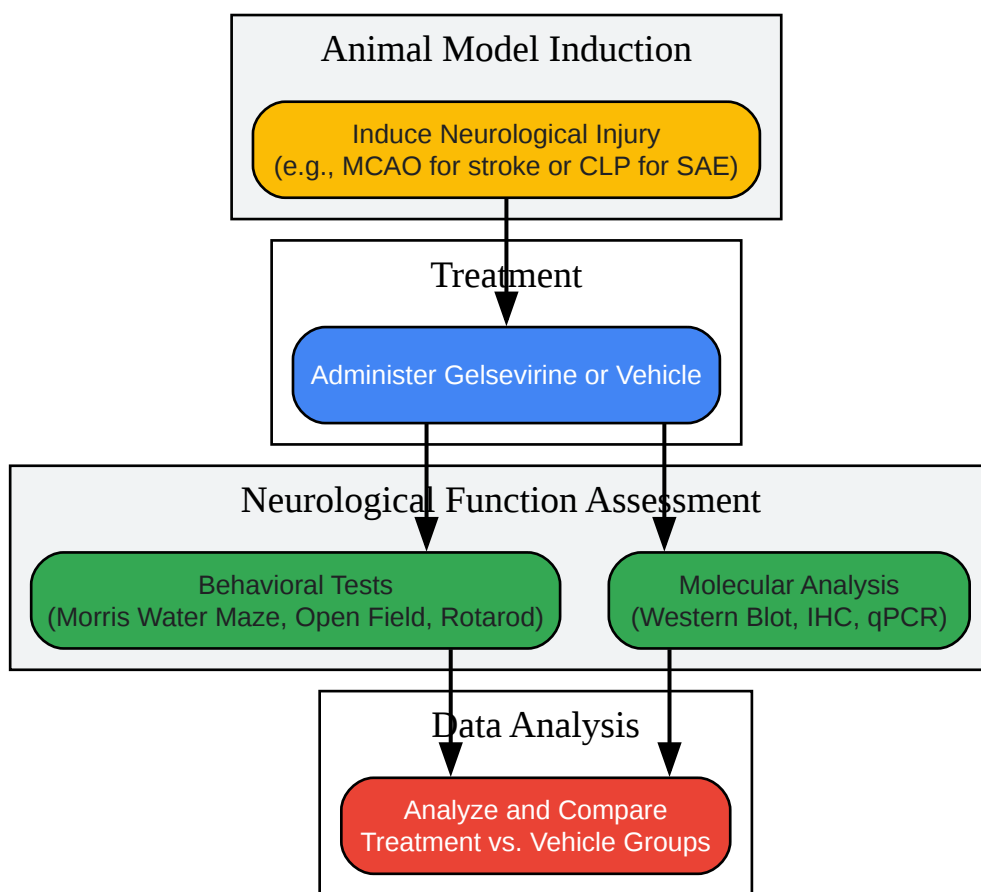 Animal Model Induction
Induce Neurological Injury
(e.g., MCAO for stroke or CLP for SAE)
Treatment
Administer Gelsevirine or Vehicle
Neurological Function Assessment
Behavioral Tests
(Morris Water Maze, Open Field, Rotarod)
Molecular Analysis
(Western Blot, IHC, qPCR)
Data Analysis
Analyze and Compare
Treatment vs. Vehicle Groups